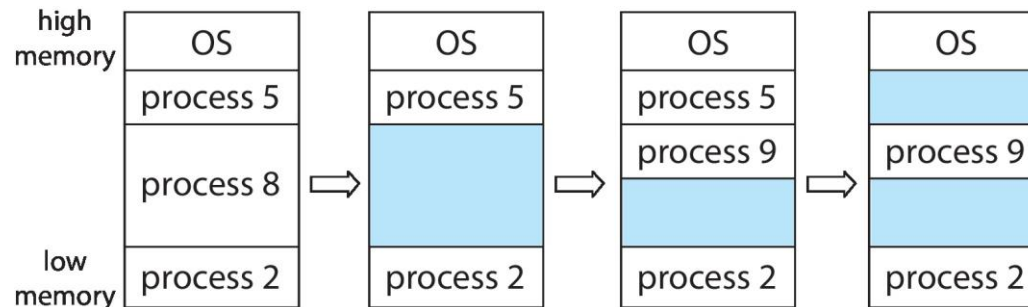 high
memory
OS
process 5
process 8
process 2
low
memory
OS
process 5
process 2
OS
process 5
process 9
process 2
OS
process 9
process 2